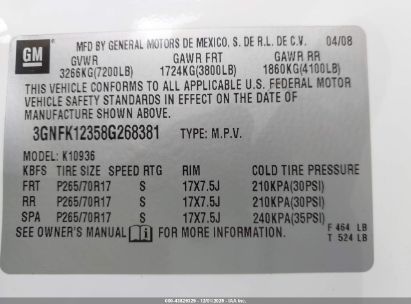 GM
MFD BY GENERAL MOTORS DE MEXICO, S. DE R.L. DE C.V. 04/08
GVWR GAWR FRT GAWR RR
3266KG(7200LB) 1724KG(3800LB) 1860KG(4100LB)
THIS VEHICLE CONFORMS TO ALL APPLICABLE U.S. FEDERAL MOTOR
VEHICLE SAFETY STANDARDS IN EFFECT ON THE DATE OF
MANUFACTURE SHOWN ABOVE.
3GNFK12358G268381 TYPE: M.P.V.
MODEL: K10936
KBFS TIRE SIZE SPEED RTG RIM COLD TIRE PRESSURE
FRT P265/70R17 S 17X7.5J 210KPA(30PSI)
RR P265/70R17 S 17X7.5J 210KPA(30PSI)
SPA P265/70R17 S 17X7.5J 240KPA(35PSI)
SEE OWNER'S MANUAL FOR MORE INFORMATION.
F 464 LB
T 524 LB